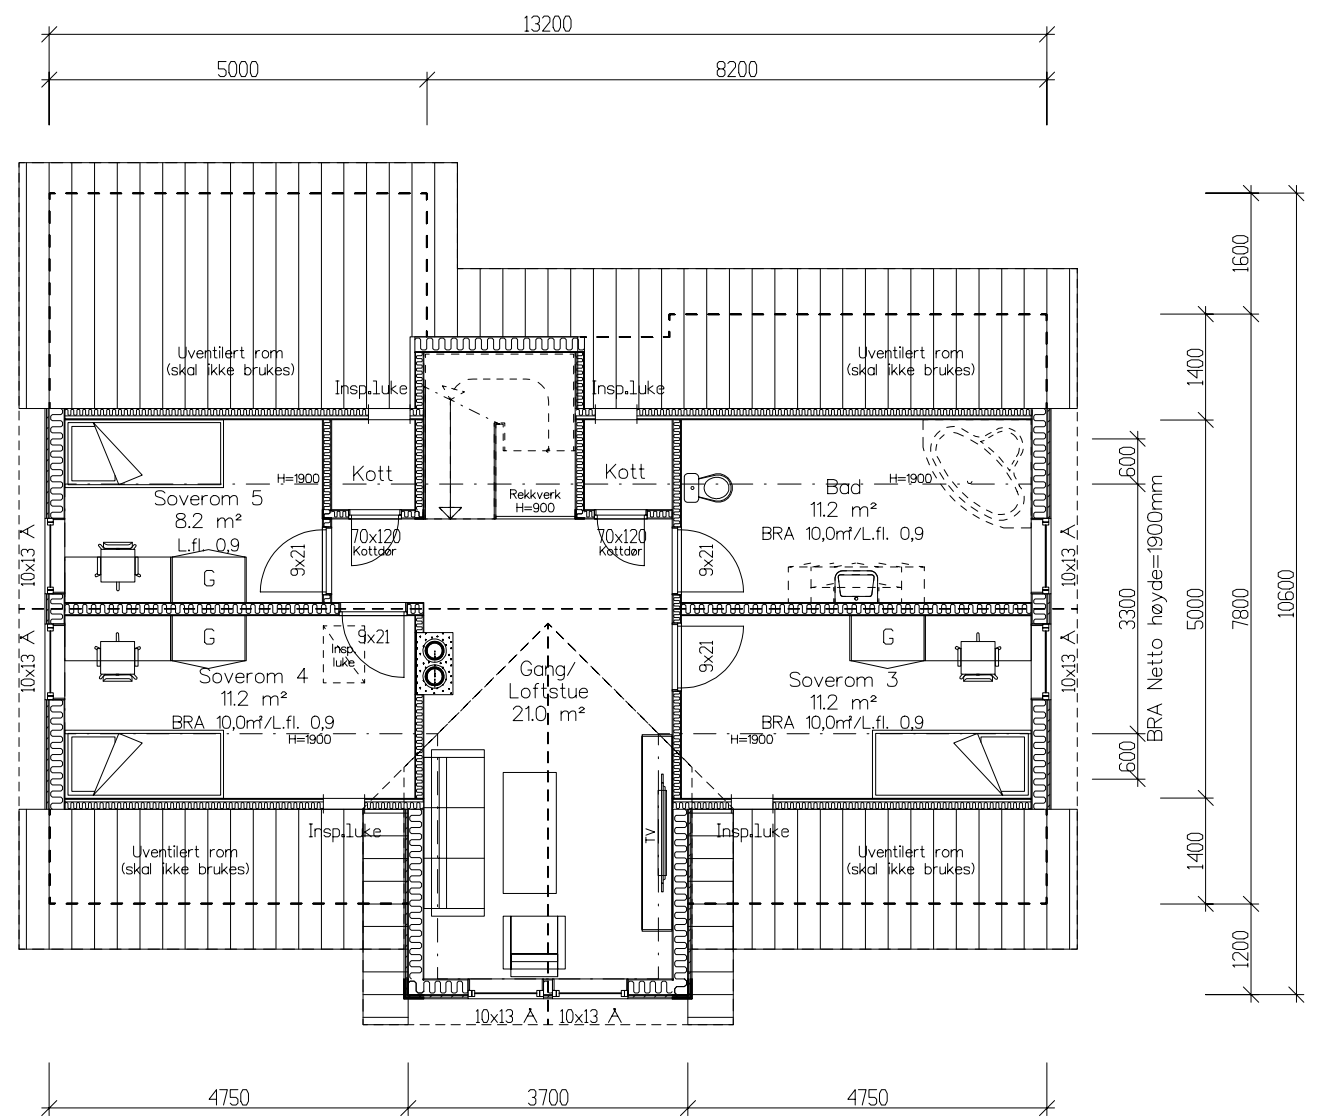 13200
5000
8200
1600
Uventilert rom
(skal ikke brukes)
Uventilert rom
(skal ikke brukes)
1400
Insp.luke
Insp.luke
600
Kott
Kott
H=1900
H=1900
Soverom 5
8.2 m²
L.fl. 0,9
Rekkverk
H=900
Bad
11.2 m²
BRA 10,0m²/L.fl. 0,9
70x120
Kottdør
70x120
Kottdør
10x13 Å
9x21
9x21
10x13 Å
G
3300
5000
7800
10600
BRA Netto høyde=1900mm
10x13 Å
G
9x21
Insp.
luke
9x21
G
10x13 Å
Soverom 4
11.2 m²
BRA 10,0m²/L.fl. 0,9
H=1900
Gang/
Loftstue
21.0 m²
Soverom 3
11.2 m²
BRA 10,0m²/L.fl. 0,9
H=1900
600
Insp.luke
TV
Insp.luke
Uventilert rom
(skal ikke brukes)
Uventilert rom
(skal ikke brukes)
1400
1200
10x13 Å
10x13 Å
4750
3700
4750